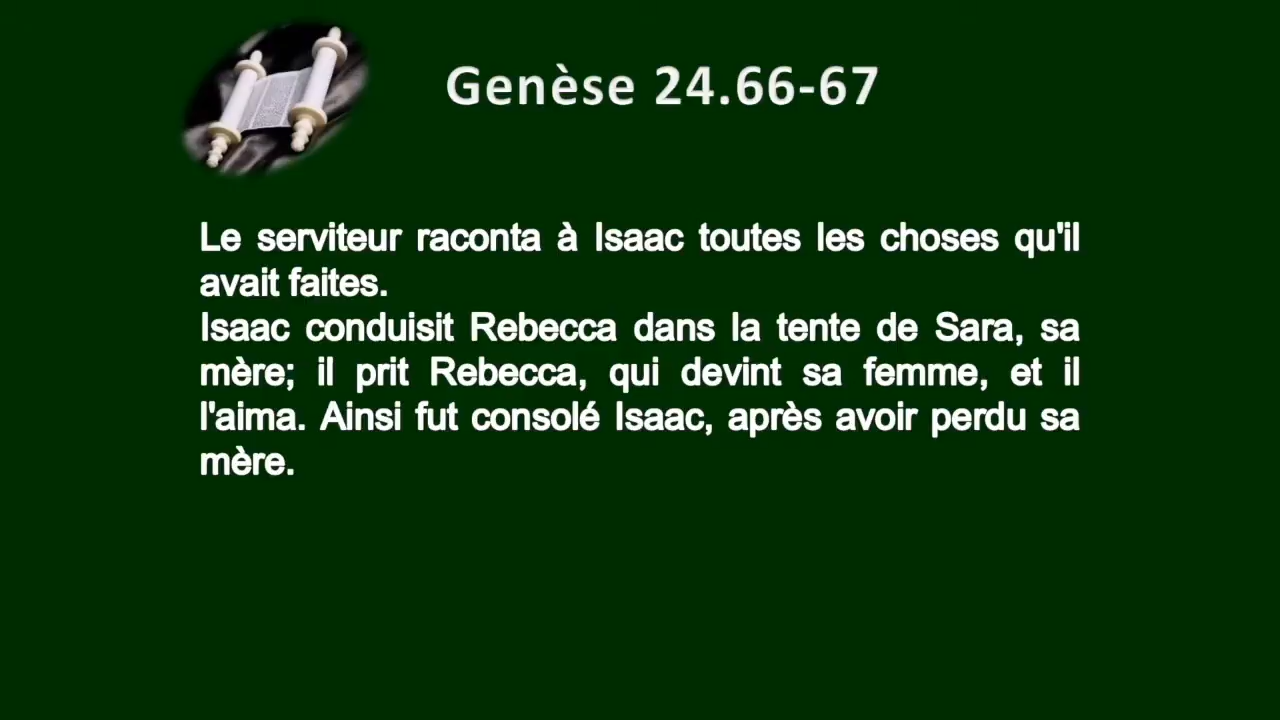 Genèse 24.66-67
Le serviteur raconta à Isaac toutes les choses qu'il
avait faites.
Isaac conduisit Rebecca dans la tente de Sara, sa
mère; il prit Rebecca, qui devint sa femme, et il
l'aima. Ainsi fut consolé Isaac, après avoir perdu sa
mère.